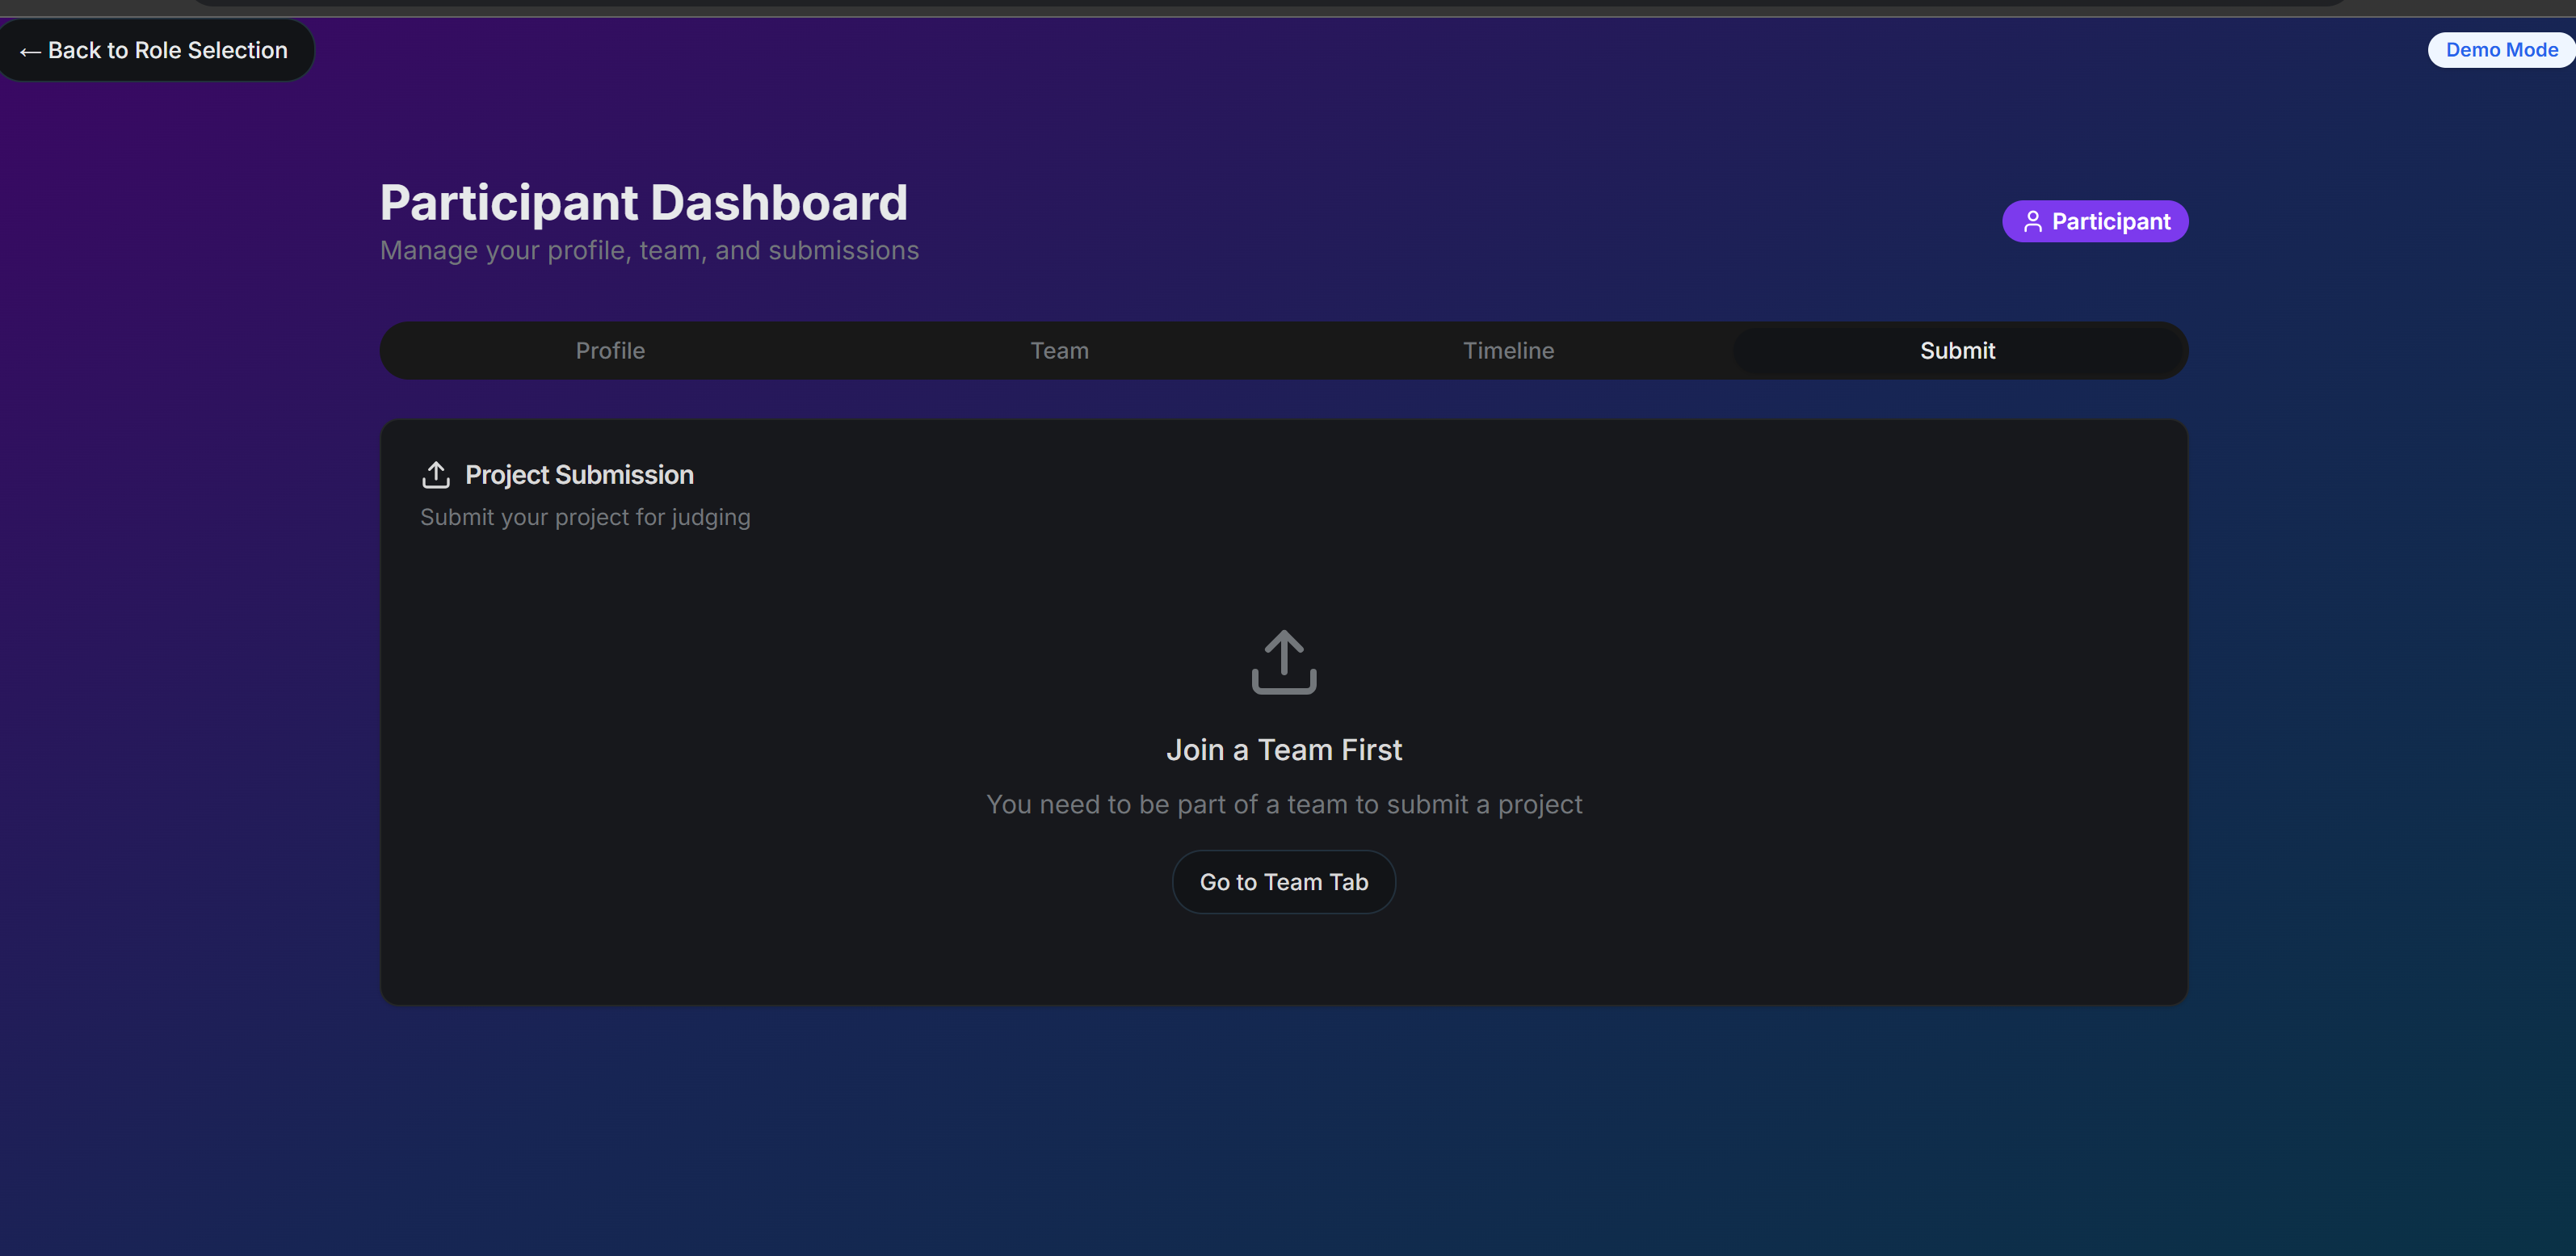 ← Back to Role Selection
Demo Mode
Participant Dashboard
Manage your profile, team, and submissions
Participant
Profile
Team
Timeline
Submit
Project Submission
Submit your project for judging
Join a Team First
You need to be part of a team to submit a project
Go to Team Tab